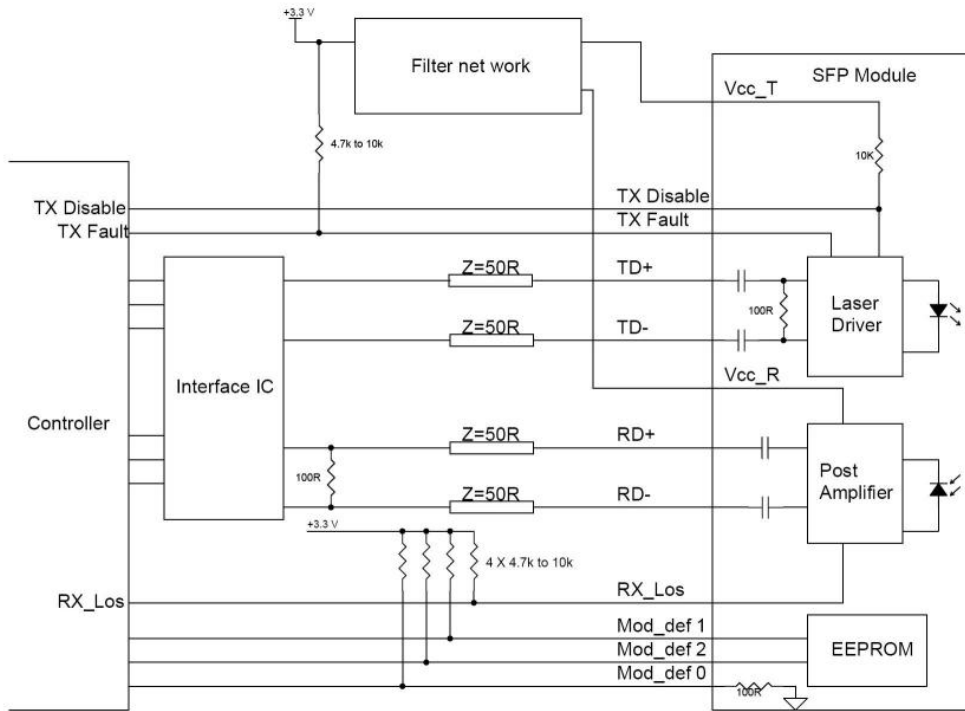 +3.3 V
Filter net work
SFP Module
Vcc_T
4.7k to 10k
10K
TX Disable
TX Disable
TX Fault
TX Fault
Z=50R
TD+
100R
Laser
Driver
Z=50R
TD-
Vcc_R
Interface IC
Controller
Z=50R
RD+
100R
Post
Amplifier
Z=50R
RD-
+3.3 V
4 X 4.7k to 10k
RX_Los
RX_Los
Mod_def 1
Mod_def 2
EEPROM
Mod_def 0
100R